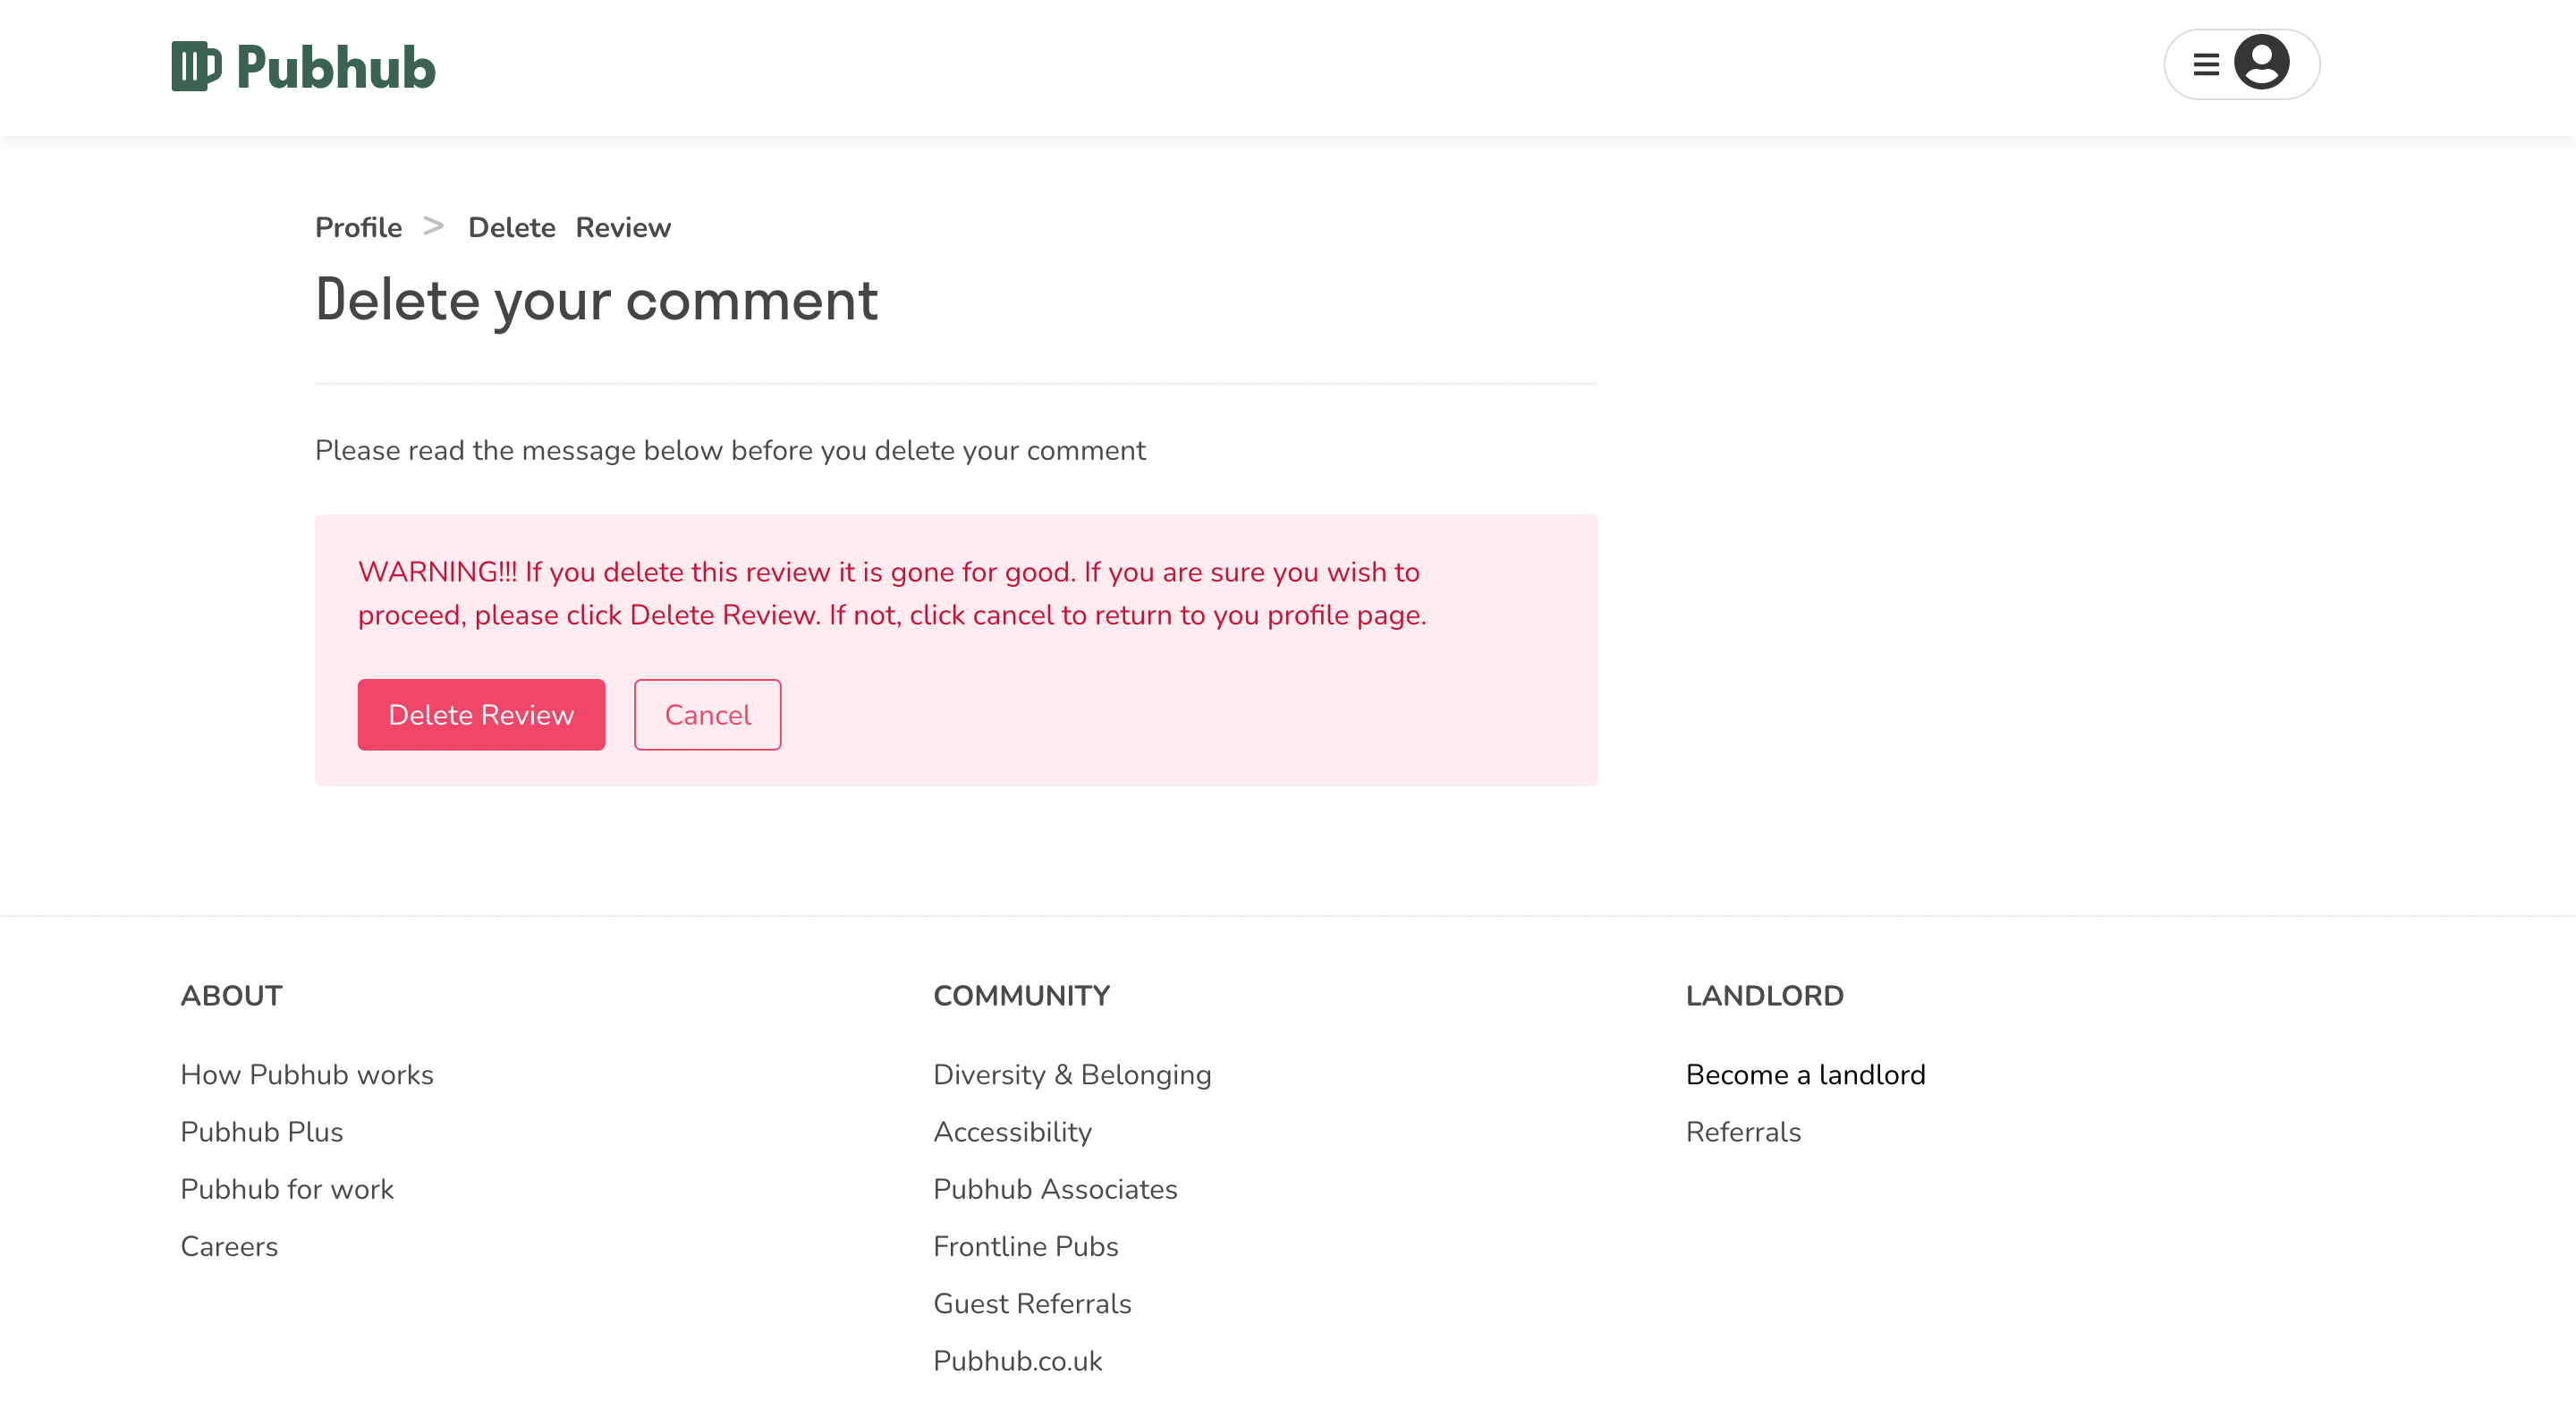 Pubhub
Profile > Delete Review
Delete your comment
Please read the message below before you delete your comment
WARNING!!! If you delete this review it is gone for good. If you are sure you wish to
proceed, please click Delete Review. If not, click cancel to return to you profile page.
Delete Review
Cancel
ABOUT
How Pubhub works
Pubhub Plus
Pubhub for work
Careers
COMMUNITY
Diversity & Belonging
Accessibility
Pubhub Associates
Frontline Pubs
Guest Referrals
Pubhub.co.uk
LANDLORD
Become a landlord
Referrals